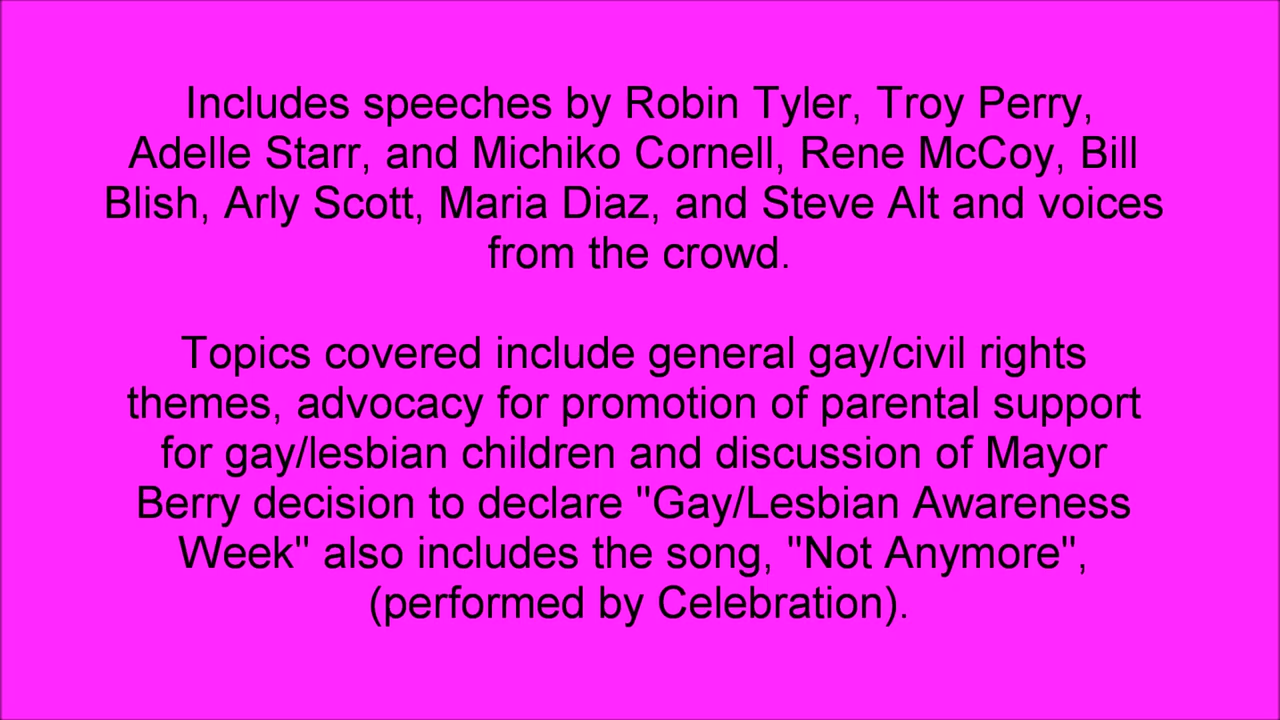 Includes speeches by Robin Tyler, Troy Perry,
Adelle Starr, and Michiko Cornell, Rene McCoy, Bill
Blish, Arly Scott, Maria Diaz, and Steve Alt and voices
from the crowd.
Topics covered include general gay/civil rights
themes, advocacy for promotion of parental support
for gay/lesbian children and discussion of Mayor
Berry decision to declare "Gay/Lesbian Awareness
Week" also includes the song, "Not Anymore",
(performed by Celebration).